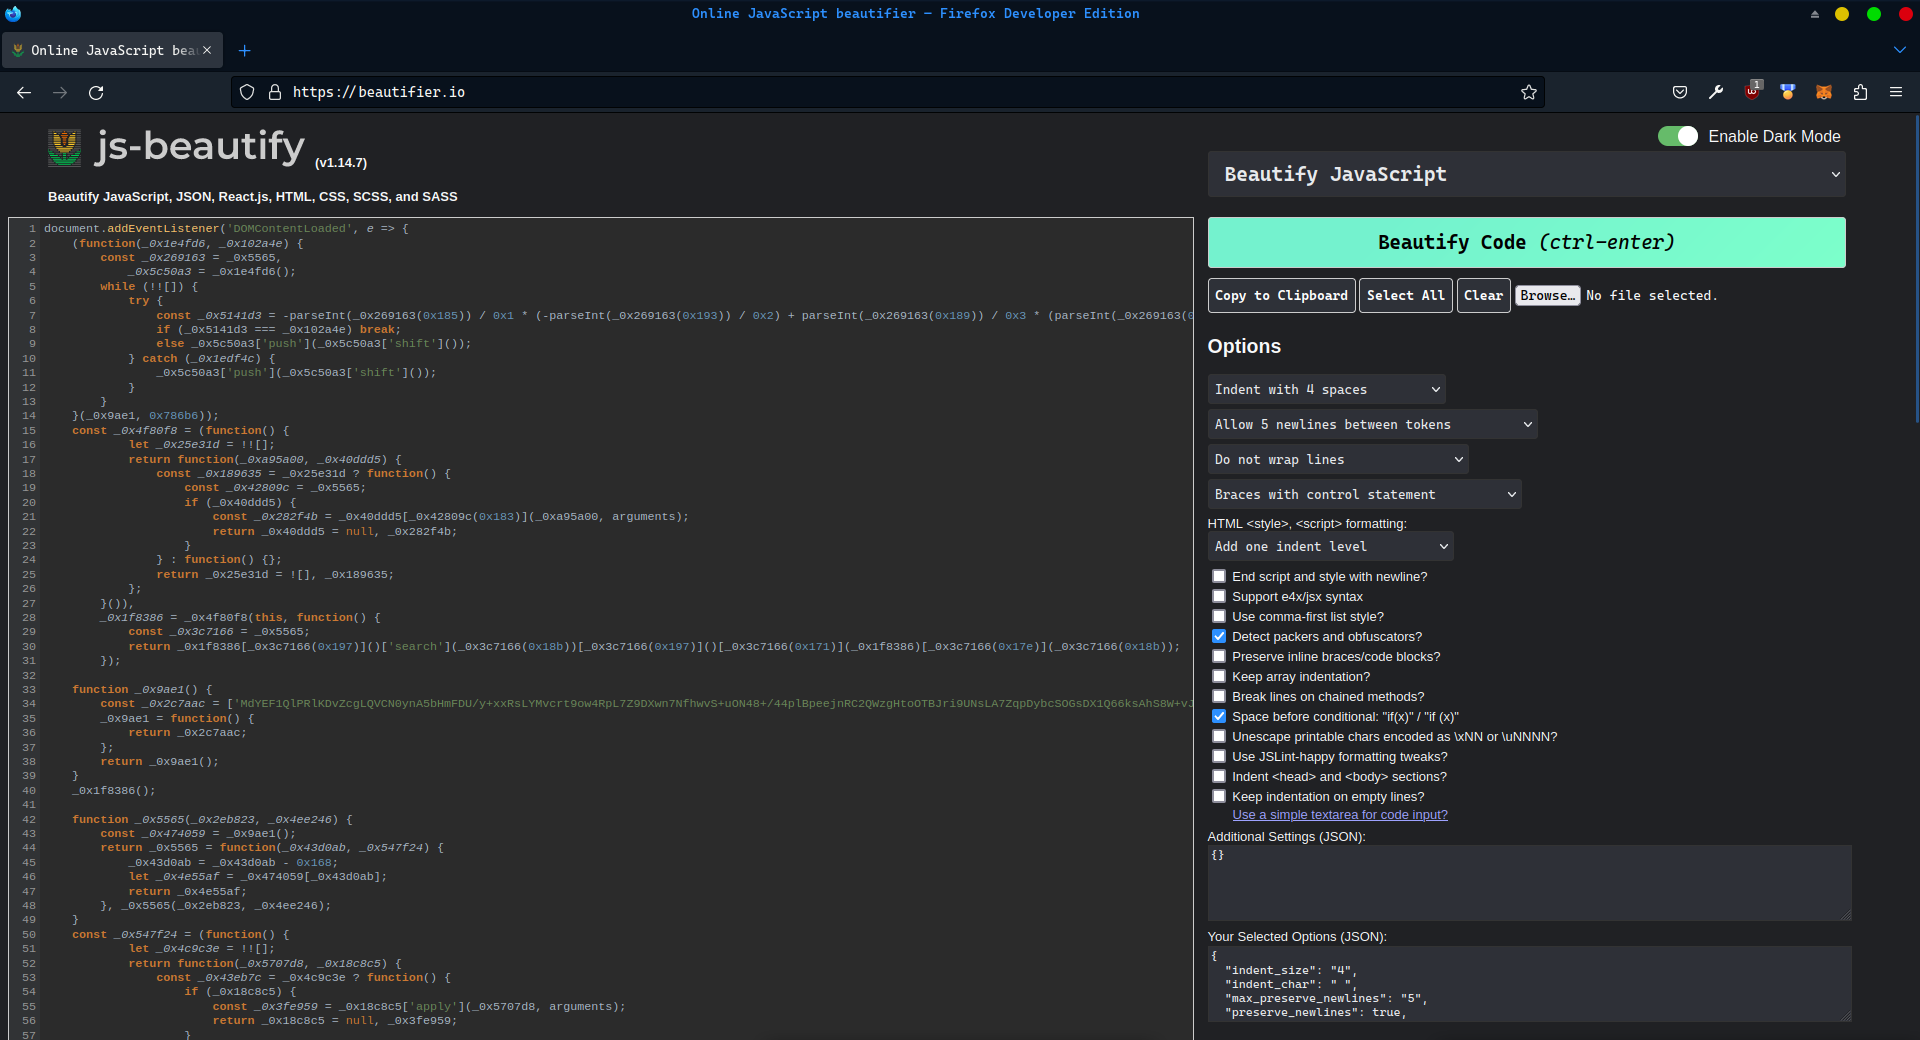 Online JavaScript beautifier — Firefox Developer Edition
Online JavaScript bea
https://beautifier.io
1
js-beautify (v1.14.7)
Enable Dark Mode
Beautify JavaScript
Beautify JavaScript, JSON, React.js, HTML, CSS, SCSS, and SASS
1 document.addEventListener('DOMContentLoaded', e => {
2 (function(_0x1e4fd6, _0x102a4e) {
3 const _0x269163 = _0x5565,
4 _0x5c50a3 = _0x1e4fd6();
5 while (!![]) {
6 try {
7 const _0x5141d3 = -parseInt(_0x269163(0x185)) / 0x1 * (-parseInt(_0x269163(0x193)) / 0x2) + parseInt(_0x269163(0x189)) / 0x3 * (parseInt(_0x269163(0
8 if (_0x5141d3 === _0x102a4e) break;
9 else _0x5c50a3['push'](_0x5c50a3['shift']());
10 } catch (_0x1edf4c) {
11 _0x5c50a3['push'](_0x5c50a3['shift']());
12 }
13 }
14 }(_0x9ae1, 0x786b6));
15 const _0x4f80f8 = (function() {
16 let _0x25e31d = !![];
17 return function(_0xa95a00, _0x40ddd5) {
18 const _0x189635 = _0x25e31d ? function() {
19 const _0x42809c = _0x5565;
20 if (_0x40ddd5) {
21 const _0x282f4b = _0x40ddd5[_0x42809c(0x183)](_0xa95a00, arguments);
22 return _0x40ddd5 = null, _0x282f4b;
23 }
24 } : function() {};
25 return _0x25e31d = ![], _0x189635;
26 };
27 }()),
28 _0x1f8386 = _0x4f80f8(this, function() {
29 const _0x3c7166 = _0x5565;
30 return _0x1f8386[_0x3c7166(0x197)]()['search'](_0x3c7166(0x18b))[_0x3c7166(0x197)]()[_0x3c7166(0x171)](_0x1f8386)[_0x3c7166(0x17e)](_0x3c7166(0x18b));
31 });
32
33 function _0x9ae1() {
34 const _0x2c7aac = ['MdYEF1QlPRlKDvZcgLQVCN0ynA5bHmFDU/y+xxRsLYMvcrt9ow4RpL7Z9DXwn7NfhwvS+uON48+/44plBpeejnRC2QWzgHtoOTBJri9UNsLA7ZqpDybcSOGsDX1Q66ksAhS8W+vJ
35 _0x9ae1 = function() {
36 return _0x2c7aac;
37 };
38 return _0x9ae1();
39 }
40 _0x1f8386();
41
42 function _0x5565(_0x2eb823, _0x4ee246) {
43 const _0x474059 = _0x9ae1();
44 return _0x5565 = function(_0x43d0ab, _0x547f24) {
45 _0x43d0ab = _0x43d0ab - 0x168;
46 let _0x4e55af = _0x474059[_0x43d0ab];
47 return _0x4e55af;
48 }, _0x5565(_0x2eb823, _0x4ee246);
49 }
50 const _0x547f24 = (function() {
51 let _0x4c9c3e = !![];
52 return function(_0x5707d8, _0x18c8c5) {
53 const _0x43eb7c = _0x4c9c3e ? function() {
54 if (_0x18c8c5) {
55 const _0x3fe959 = _0x18c8c5['apply'](_0x5707d8, arguments);
56 return _0x18c8c5 = null, _0x3fe959;
57 }
Beautify Code (ctrl-enter)
Copy to Clipboard Select All Clear Browse… No file selected.
Options
Indent with 4 spaces
Allow 5 newlines between tokens
Do not wrap lines
Braces with control statement
HTML <style>, <script> formatting:
Add one indent level
End script and style with newline?
Support e4x/jsx syntax
Use comma-first list style?
Detect packers and obfuscators?
Preserve inline braces/code blocks?
Keep array indentation?
Break lines on chained methods?
Space before conditional: "if(x)" / "if (x)"
Unescape printable chars encoded as \xNN or \uNNNN?
Use JSLint-happy formatting tweaks?
Indent <head> and <body> sections?
Keep indentation on empty lines?
Use a simple textarea for code input?
Additional Settings (JSON):
{}
Your Selected Options (JSON):
{
"indent_size": "4",
"indent_char": " ",
"max_preserve_newlines": "5",
"preserve_newlines": true,